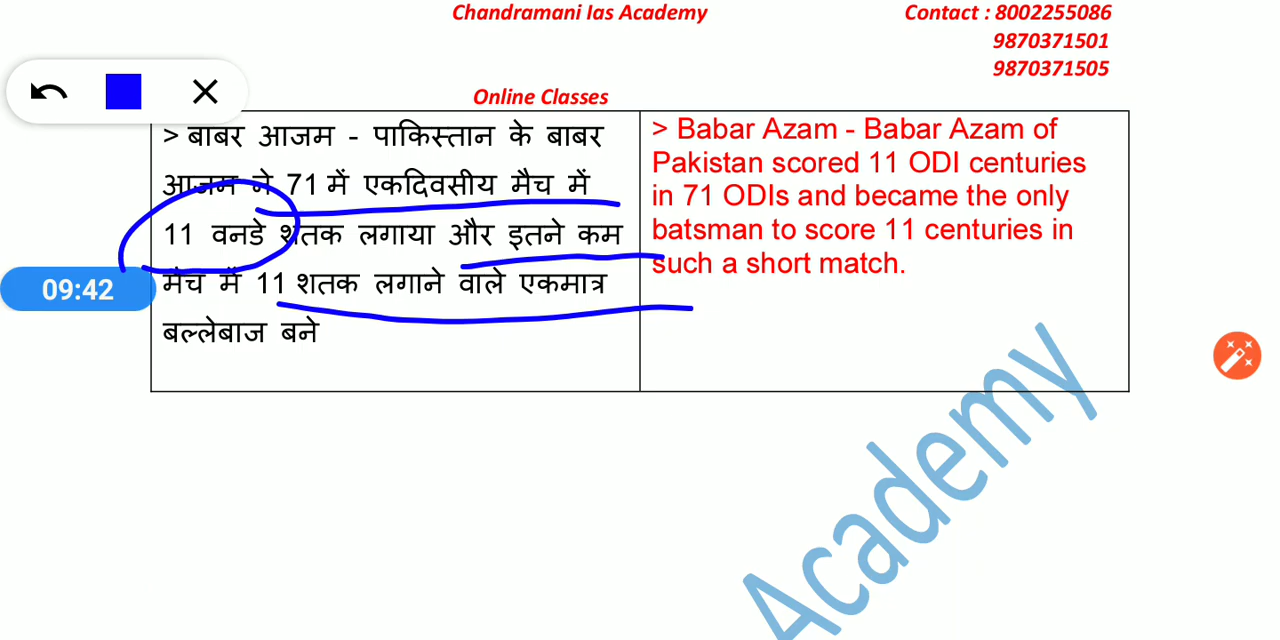 Chandramani Ias Academy
Contact : 8002255086
9870371501
9870371505
Online Classes
> बाबर आजम - पाकिस्तान के बाबर
आजम ने 71 में एकदिवसीय मैच में
11 वनडे शतक लगाया और इतने कम
मैच में 11 शतक लगाने वाले एकमात्र
बल्लेबाज बने
> Babar Azam - Babar Azam of
Pakistan scored 11 ODI centuries
in 71 ODIs and became the only
batsman to score 11 centuries in
such a short match.
09:42
Academy